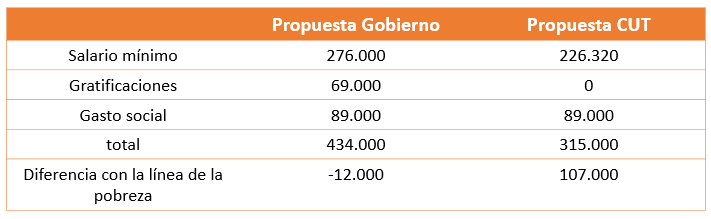 Propuesta Gobierno Propuesta CUT
Salario mínimo 276.000 226.320
Gratificaciones 69.000 0
Gasto social 89.000 89.000
total 434.000 315.000
Diferencia con la línea de la pobreza -12.000 107.000